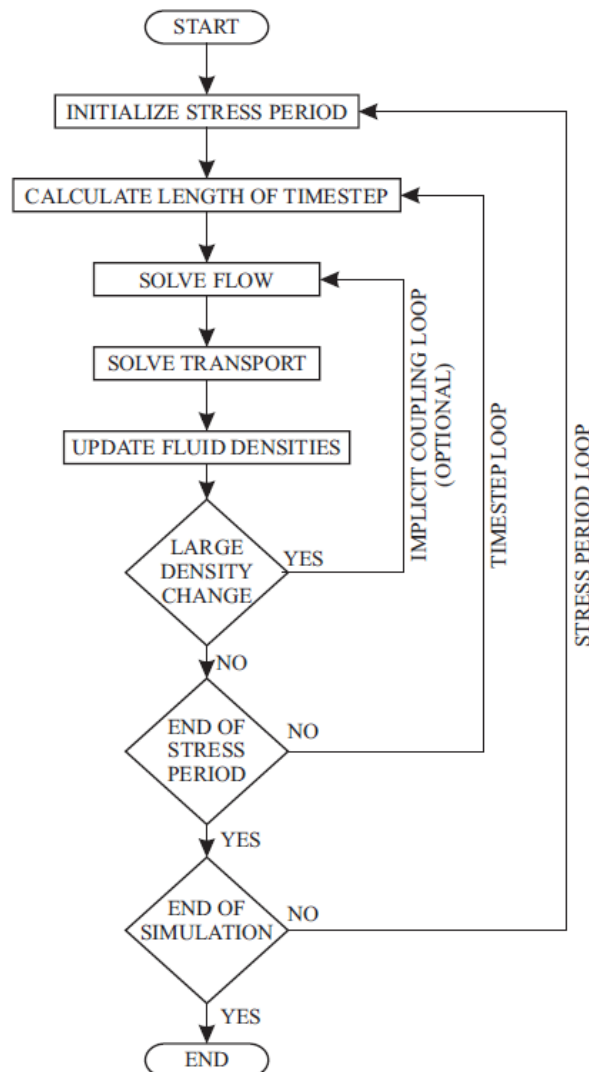 START
INITIALIZE STRESS PERIOD
CALCULATE LENGTH OF TIMESTEP
SOLVE FLOW
SOLVE TRANSPORT
UPDATE FLUID DENSITIES
LARGE
DENSITY
CHANGE
YES
IMPLICIT COUPLING LOOP
(OPTIONAL)
TIMESTEP LOOP
STRESS PERIOD LOOP
NO
END OF
STRESS
PERIOD
NO
YES
END OF
SIMULATION
NO
YES
END